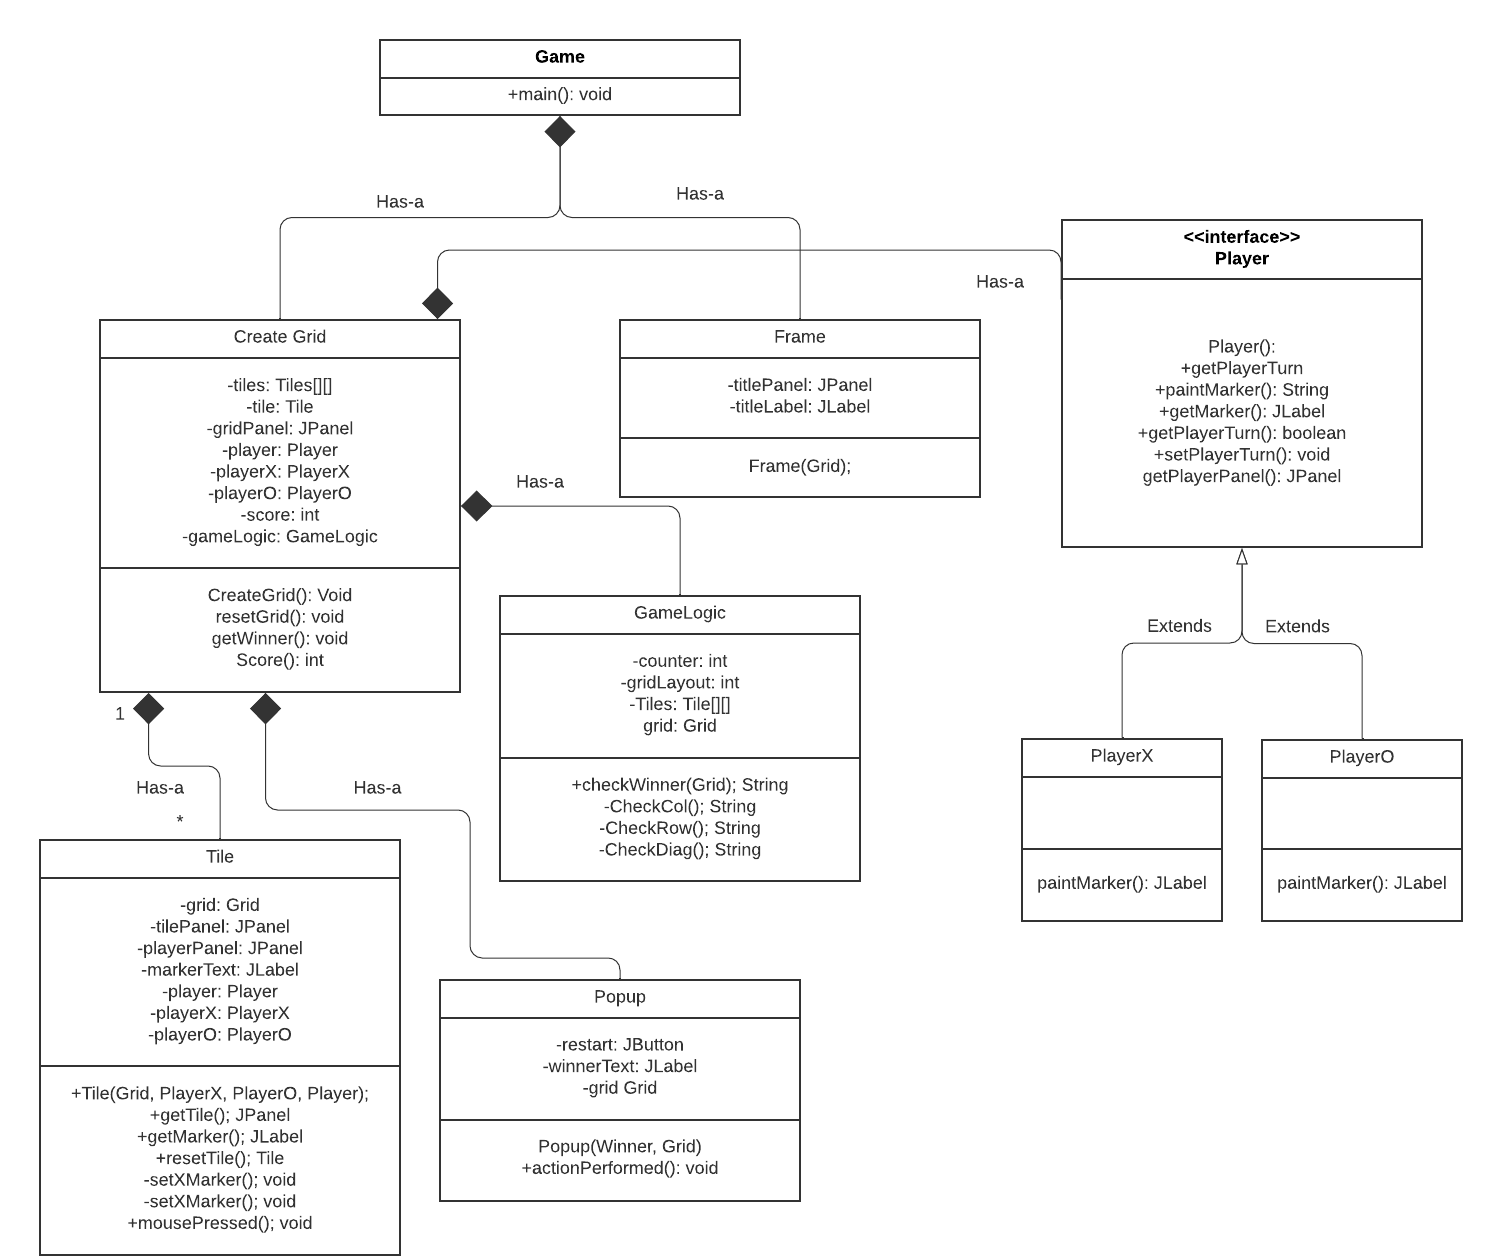 Game
+main(): void
Has-a
Has-a
<<interface>>
Player
Has-a
Player():
+getPlayerTurn
+paintMarker(): String
+getMarker(): JLabel
+getPlayerTurn(): boolean
+setPlayerTurn(): void
getPlayerPanel(): JPanel
Create Grid
-tiles: Tiles[][]
-tile: Tile
-gridPanel: JPanel
-player: Player
-playerX: PlayerX
-playerO: PlayerO
-score: int
-gameLogic: GameLogic
CreateGrid(): Void
resetGrid(): void
getWinner(): void
Score(): int
Frame
-titlePanel: JPanel
-titleLabel: JLabel
Frame(Grid);
Has-a
GameLogic
-counter: int
-gridLayout: int
-Tiles: Tile[][]
grid: Grid
+checkWinner(Grid); String
-CheckCol(); String
-CheckRow(); String
-CheckDiag(); String
Extends
Extends
PlayerX
paintMarker(): JLabel
PlayerO
paintMarker(): JLabel
1
Has-a
*
Has-a
Tile
-grid: Grid
-tilePanel: JPanel
-playerPanel: JPanel
-markerText: JLabel
-player: Player
-playerX: PlayerX
-playerO: PlayerO
+Tile(Grid, PlayerX, PlayerO, Player);
+getTile(); JPanel
+getMarker(); JLabel
+resetTile(); Tile
-setXMarker(); void
-setXMarker(); void
+mousePressed(); void
Popup
-restart: JButton
-winnerText: JLabel
-grid Grid
Popup(Winner, Grid)
+actionPerformed(): void